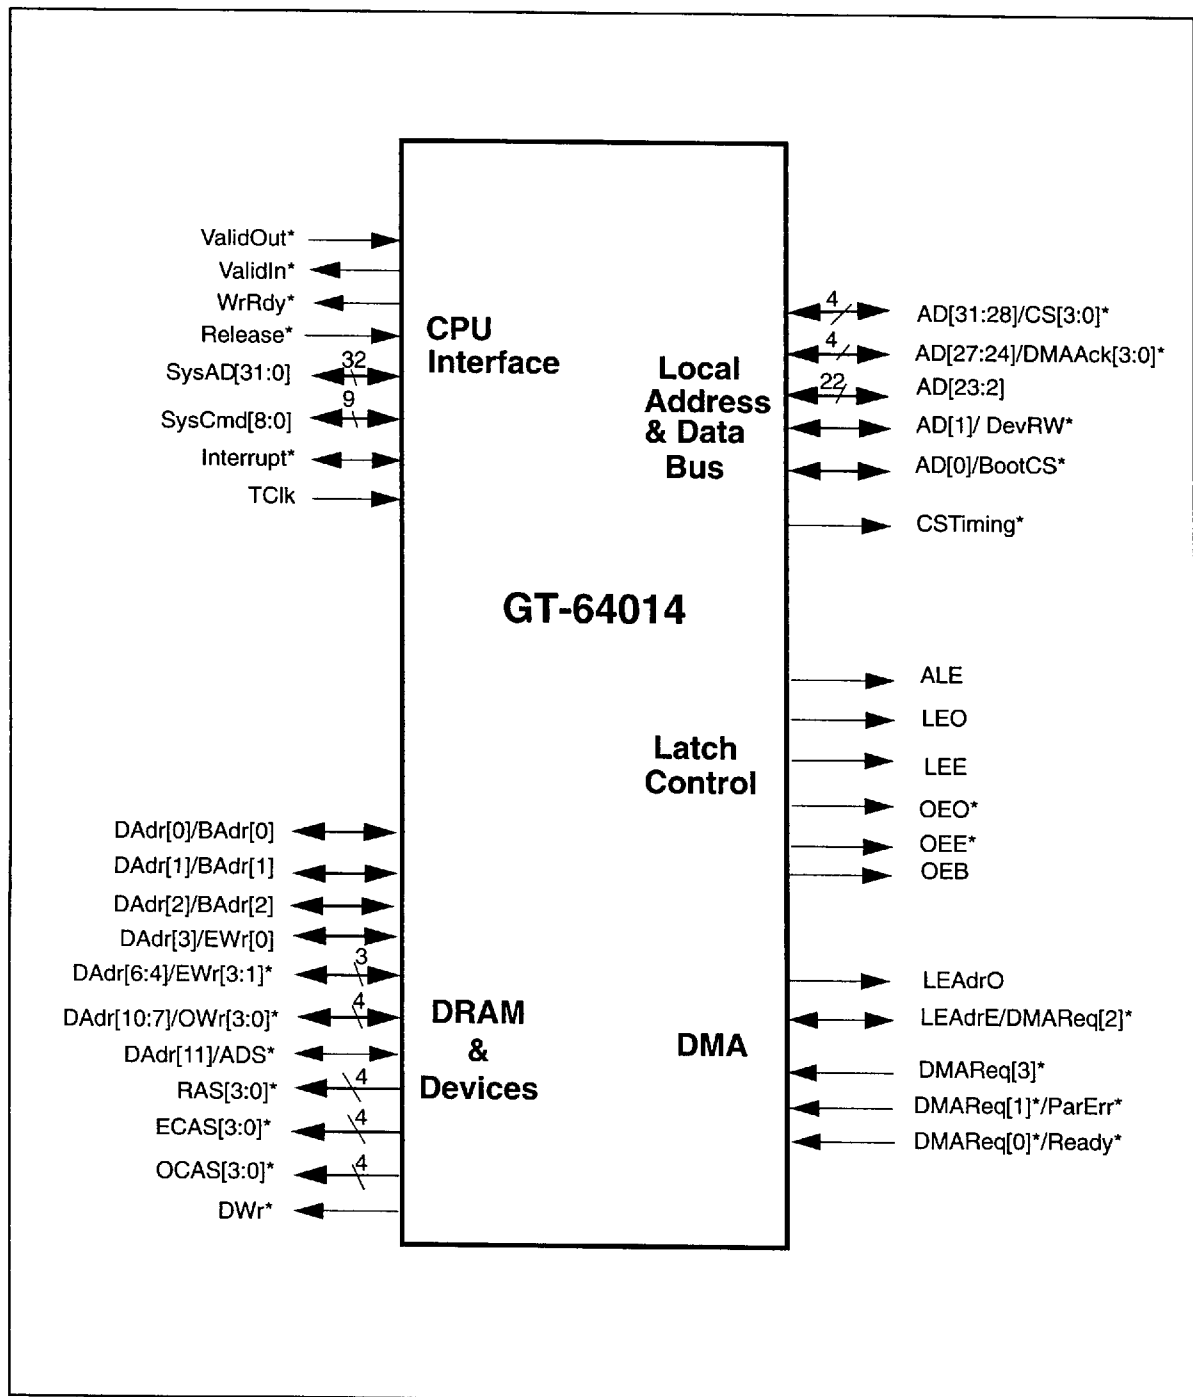 ValidOut*
ValidIn*
WrRdy*
Release*
SysAD[31:0]
32
SysCmd[8:0]
9
Interrupt*
TClk
CPU
Interface
4
AD[31:28]/CS[3:0]*
4
AD[27:24]/DMAAck[3:0]*
22
AD[23:2]
AD[1]/ DevRW*
AD[0]/BootCS*
CSTiming*
Local
Address
& Data
Bus
GT-64014
ALE
LEO
LEE
OEO*
OEE*
OEB
Latch
Control
DAdr[0]/BAdr[0]
DAdr[1]/BAdr[1]
DAdr[2]/BAdr[2]
DAdr[3]/EWr[0]
DAdr[6:4]/EWr[3:1]*
3
DAdr[10:7]/OWr[3:0]*
4
DAdr[11]/ADS*
RAS[3:0]*
4
ECAS[3:0]*
4
OCAS[3:0]*
4
DWr*
DRAM
&
Devices
DMA
LEAdrO
LEAdrE/DMAReq[2]*
DMAReq[3]*
DMAReq[1]*/ParErr*
DMAReq[0]*/Ready*